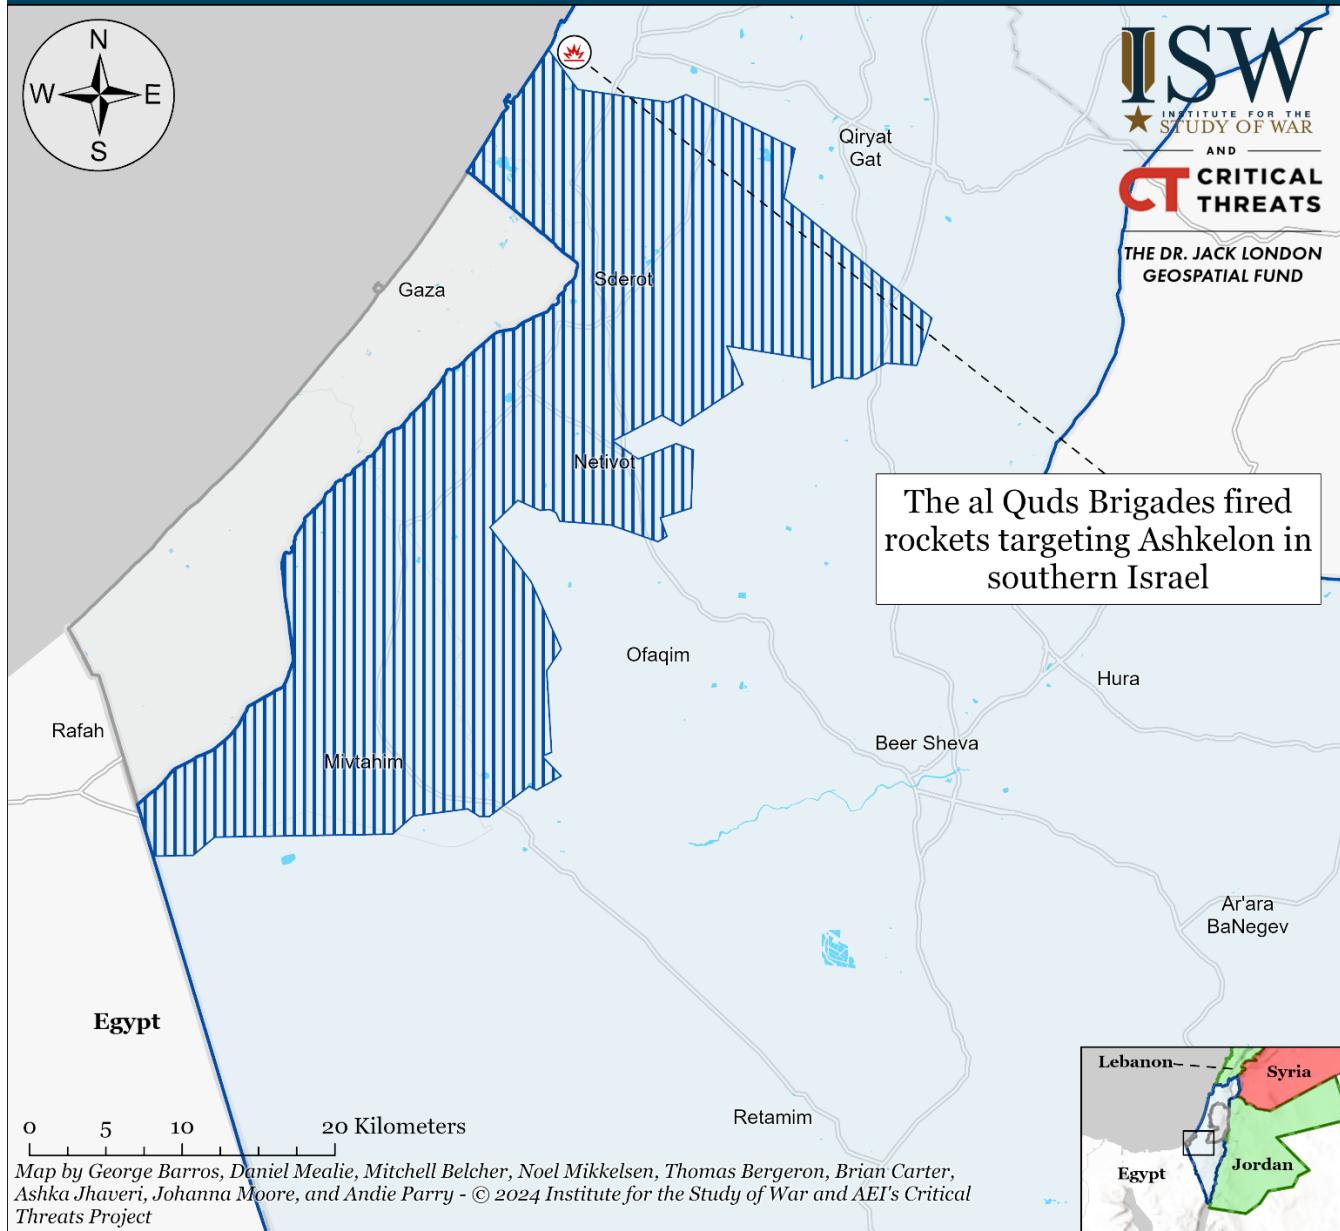 N
W E
S
ISW
INSTITUTE FOR THE
STUDY OF WAR
AND
CT CRITICAL
THREATS
THE DR. JACK LONDON
GEOSPATIAL FUND
Qiryat
Gat
Gaza
Sderot
Netivot
The al Quds Brigades fired
rockets targeting Ashkelon in
southern Israel
Ofaqim
Hura
Rafah
Beer Sheva
Mivtahim
Ar'ara
BaNegev
Egypt
Retamim
Lebanon
Syria
Egypt
Jordan
0 5 10 20 Kilometers
Map by George Barros, Daniel Mealie, Mitchell Belcher, Noel Mikkelsen, Thomas Bergeron, Brian Carter,
Ashka Jhaveri, Johanna Moore, and Andie Parry - © 2024 Institute for the Study of War and AEI's Critical
Threats Project